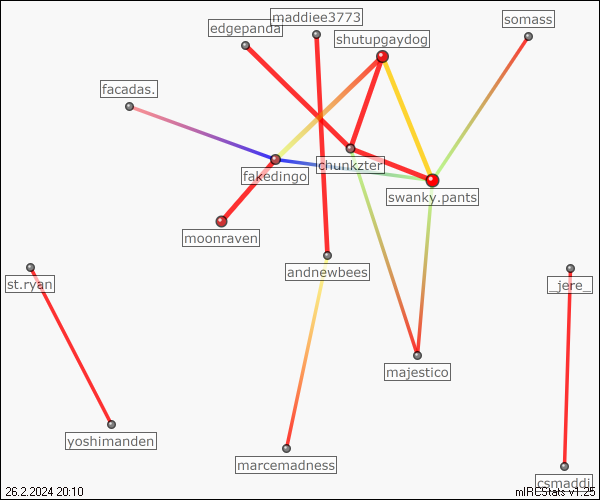 maddiee3773
edgepanda
somass
shutupgaydog
facadas.
chunkzter
fakedingo
swanky.pants
moonraven
andnewbees
st.ryan
_jere_
majestico
yoshimanden
marcemadness
csmaddi
26.2.2024 20:10
mIRCStats v1.25